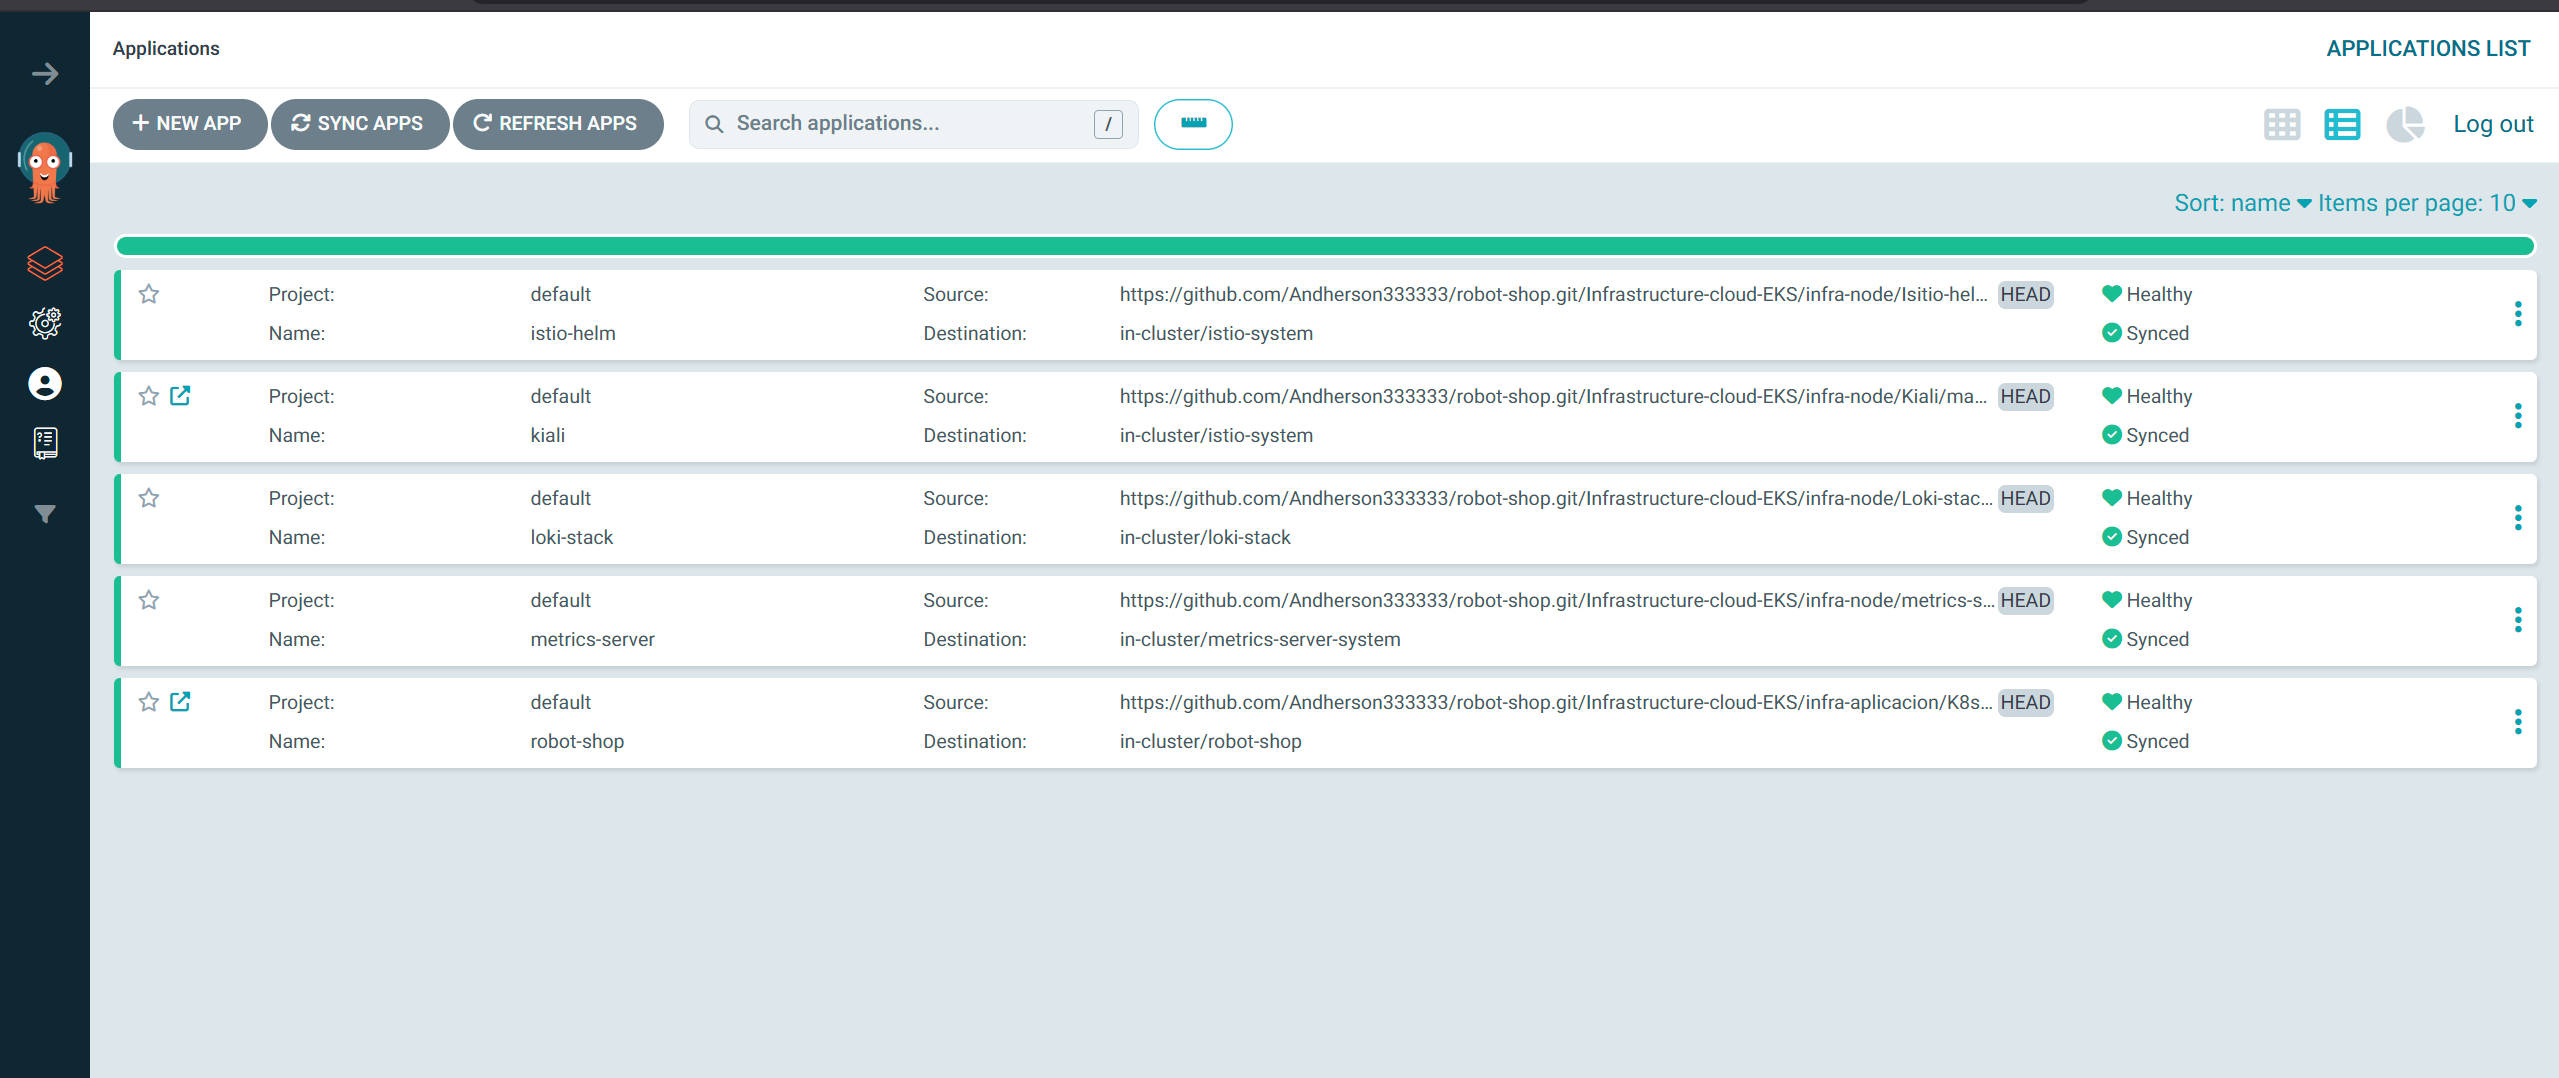 Applications
APPLICATIONS LIST
NEW APP
SYNC APPS
REFRESH APPS
Search applications...
/
Log out
Sort: name
Items per page: 10
Project: default Source: https://github.com/Andherson333333/robot-shop.git/Infrastructure-cloud-EKS/infra-node/Isitio-hel... HEAD Healthy
Name: istio-helm Destination: in-cluster/istio-system Synced
Project: default Source: https://github.com/Andherson333333/robot-shop.git/Infrastructure-cloud-EKS/infra-node/Kiali/ma... HEAD Healthy
Name: kiali Destination: in-cluster/istio-system Synced
Project: default Source: https://github.com/Andherson333333/robot-shop.git/Infrastructure-cloud-EKS/infra-node/Loki-stac... HEAD Healthy
Name: loki-stack Destination: in-cluster/loki-stack Synced
Project: default Source: https://github.com/Andherson333333/robot-shop.git/Infrastructure-cloud-EKS/infra-node/metrics-s... HEAD Healthy
Name: metrics-server Destination: in-cluster/metrics-server-system Synced
Project: default Source: https://github.com/Andherson333333/robot-shop.git/Infrastructure-cloud-EKS/infra-aplicacion/K8s... HEAD Healthy
Name: robot-shop Destination: in-cluster/robot-shop Synced